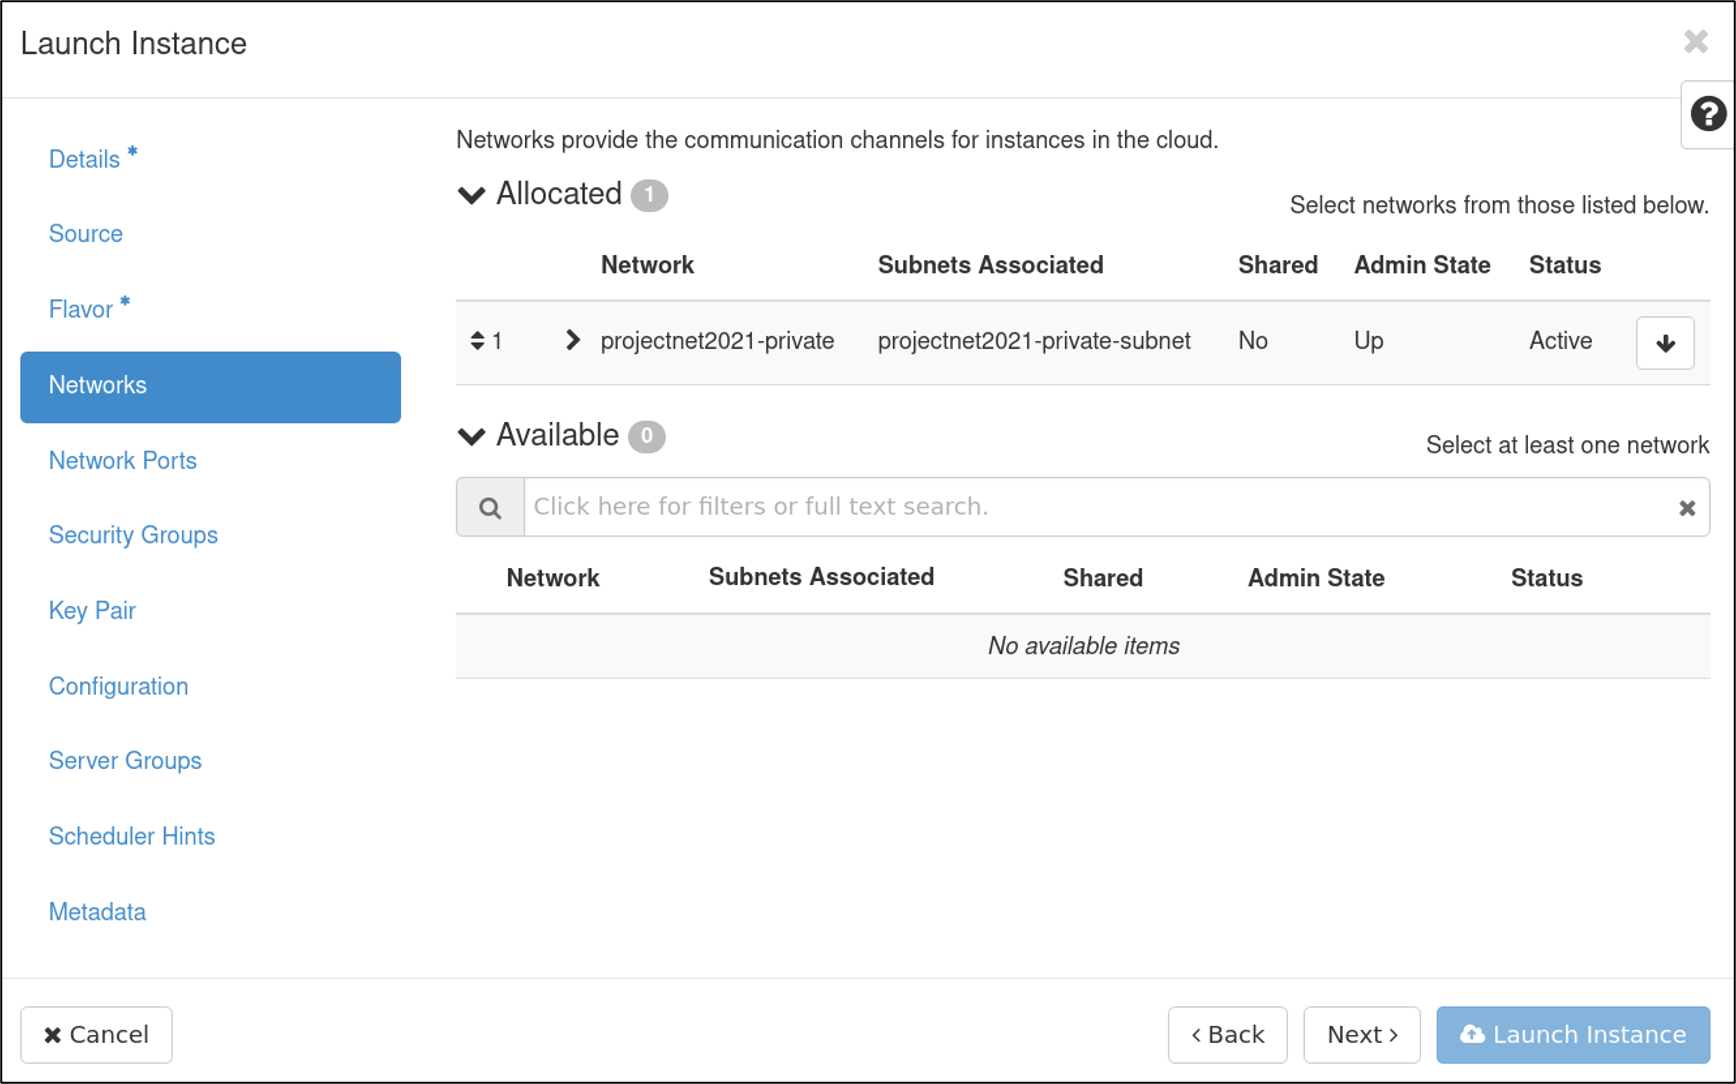 Launch Instance
Details *
Source
Flavor *
Networks
Network Ports
Security Groups
Key Pair
Configuration
Server Groups
Scheduler Hints
Metadata
Networks provide the communication channels for instances in the cloud.
Allocated 1
Select networks from those listed below.
Network Subnets Associated Shared Admin State Status
1 projectnet2021-private projectnet2021-private-subnet No Up Active
Available 0
Select at least one network
Click here for filters or full text search.
Network Subnets Associated Shared Admin State Status
No available items
Cancel
Back
Next
Launch Instance